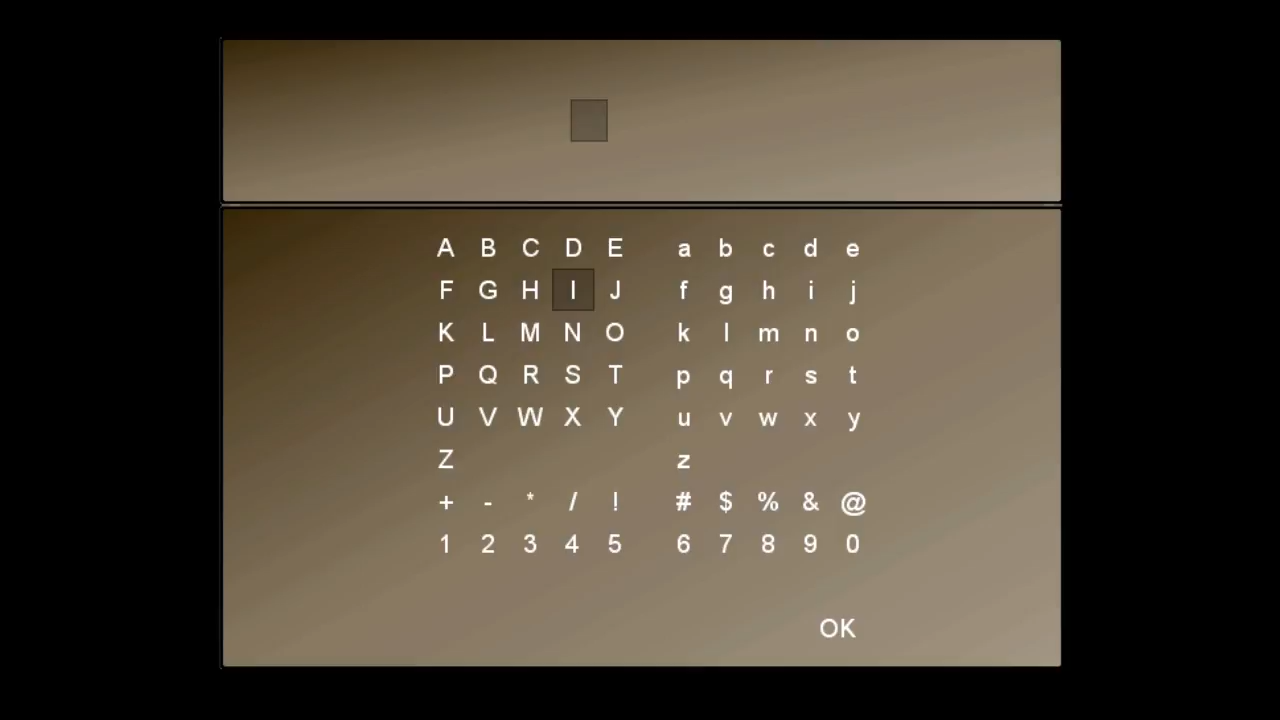 A B C D E a b c d e
F G H I J f g h i j
K L M N O k l m n o
P Q R S T p q r s t
U V W X Y u v w x y
Z z
+ - * / ! # $ % & @
1 2 3 4 5 6 7 8 9 0
OK